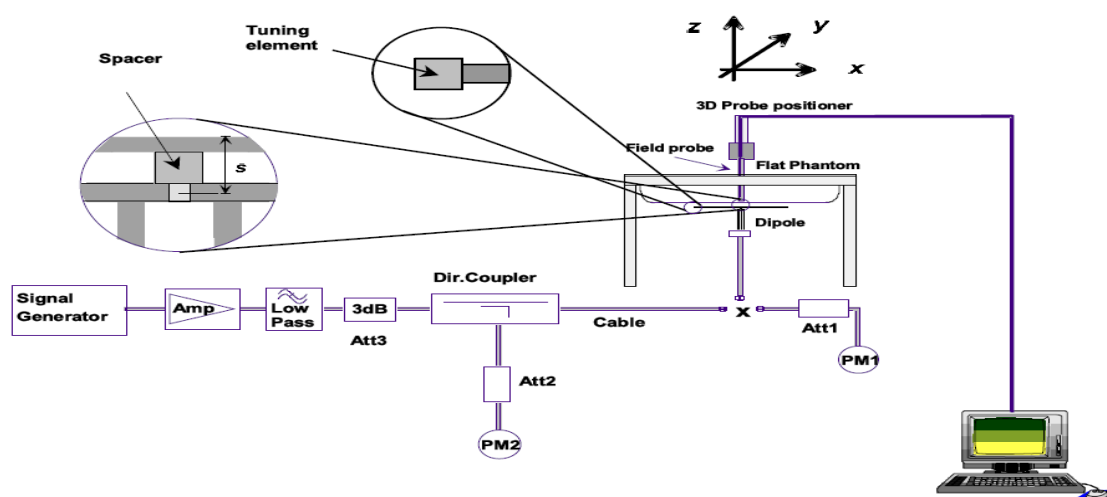 Tuning
element
Spacer
s
z
y
x
3D Probe positioner
Field probe
Flat Phantom
Dipole
Dir.Coupler
Signal
Generator
Amp
Low
Pass
3dB
Att3
Cable
x
Att1
PM1
Att2
PM2